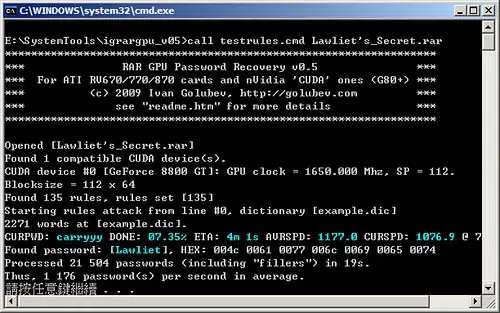 C:\WINDOWS\system32\cmd.exe
E:\SystemTools\igrargpu_v05>call testrules.cmd Lawliet's_Secret.rar
***********************************************************
*** RAR GPU Password Recovery v0.5 ***
*** For ATI RV670/770/870 cards and nVidia 'CUDA' ones (G80+) ***
*** (c) 2009 Ivan Golubev, http://golubev.com ***
*** see "readme.htm" for more details ***
***********************************************************
Opened [Lawliet's_Secret.rar]
Found 1 compatible CUDA device(s).
CUDA device #0 [GeForce 8800 GT]: GPU clock = 1650.000 Mhz, SP = 112.
Blocksize = 112 x 64
Found 135 rules, rules set [135]
Starting rules attack from line #0, dictionary [example.dic]
2271 words at [example.dic].
CURPWD: carryyy DONE: 07.35% ETA: 4m 1s AVRSPD: 1177.0 CURSPD: 1076.9 @ 7
Found password: [Lawliet], HEX: 004c 0061 0077 006c 0069 0065 0074
Processed 21 504 passwords (including "fillers") in 19s.
Thus, 1 176 password(s) per second in average.
請按任意鍵繼續 . . .